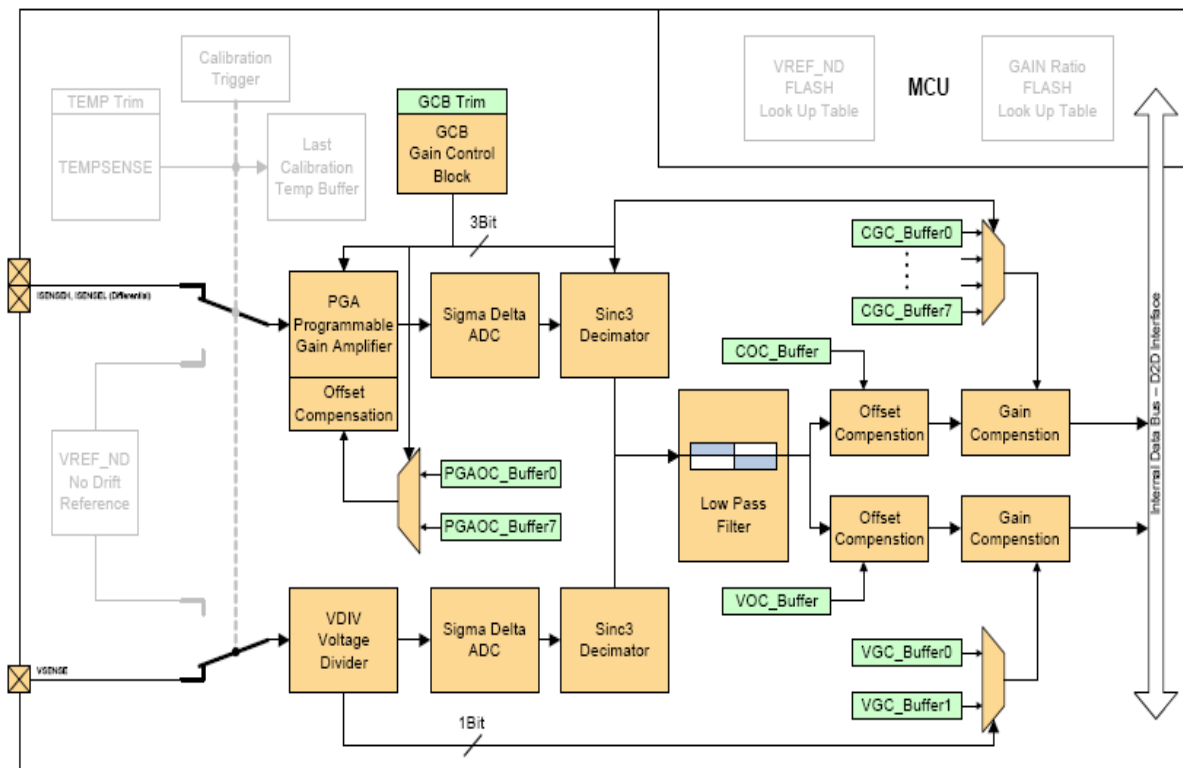 Calibration
Trigger
VREF_ND
FLASH
Look Up Table
MCU
GAIN Ratio
FLASH
Look Up Table
TEMP Trim
TEMPSENSE
Last
Calibration
Temp Buffer
GCB Trim
GCB
Gain Control
Block
3Bit
CGC_Buffer0
CGC_Buffer7
ISENSEH, ISENSEL (Differential)
PGA
Programmable
Gain Amplifier
Offset
Compensation
Sigma Delta
ADC
Sinc3
Decimator
COC_Buffer
Offset
Compenstion
Gain
Compenstion
VREF_ND
No Drift
Reference
PGAOC_Buffer0
PGAOC_Buffer7
Low Pass
Filter
Offset
Compenstion
Gain
Compenstion
Internal Data Bus – D2D Interface
VOC_Buffer
VDIV
Voltage
Divider
Sigma Delta
ADC
Sinc3
Decimator
VGC_Buffer0
VGC_Buffer1
VSENSE
1Bit